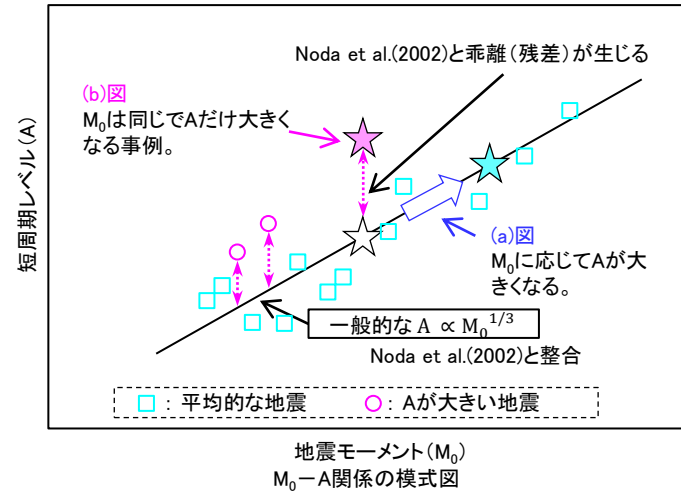 Noda et al.(2002)と乖離(残差)が生じる
(b)図
M₀は同じでAだけ大きく
なる事例。
(a)図
M₀に応じてAが大
きくなる。
一般的な A ∝ M₀^{1/3}
Noda et al.(2002)と整合
□ : 平均的な地震 ○ : Aが大きい地震
短周期レベル(A)
地震モーメント(M₀)
M₀－A関係の模式図